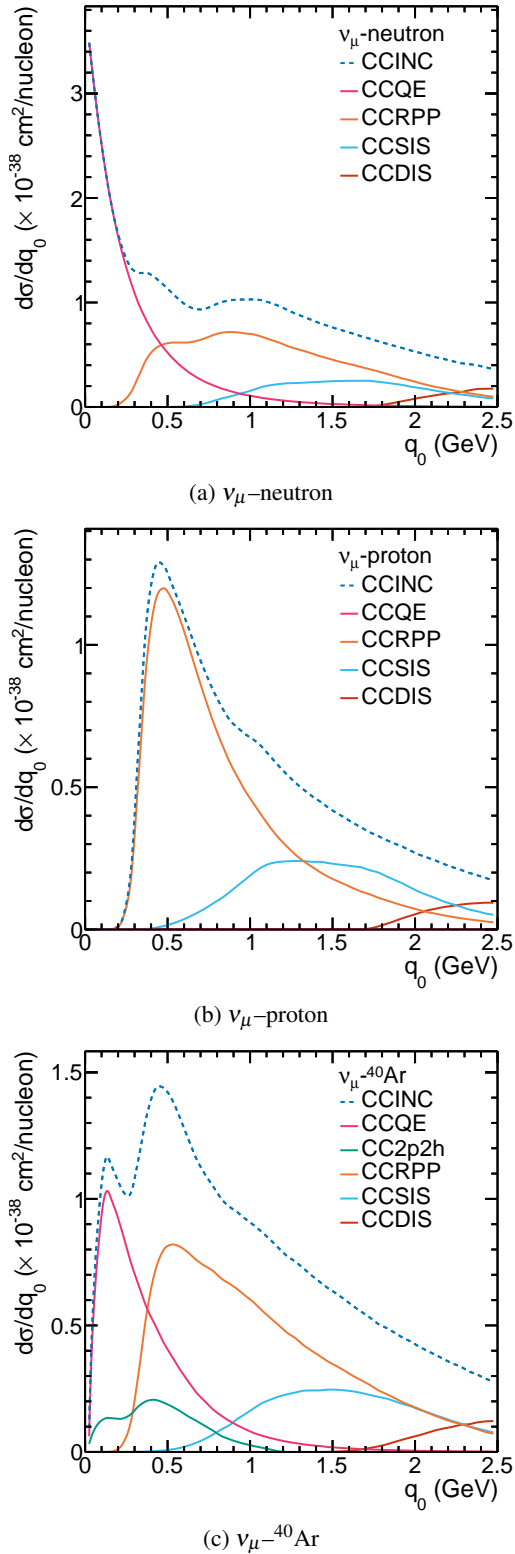 νμ-neutron
CCINC
CCQE
CCRPP
CCSIS
CCDIS
dσ/dq0 (× 10-38 cm2/nucleon)
3
2
1
0
0 0.5 1 1.5 2 2.5
q0 (GeV)
(a) νμ–neutron
νμ-proton
CCINC
CCQE
CCRPP
CCSIS
CCDIS
dσ/dq0 (× 10-38 cm2/nucleon)
1
0.5
0
0 0.5 1 1.5 2 2.5
q0 (GeV)
(b) νμ–proton
νμ-40Ar
CCINC
CCQE
CC2p2h
CCRPP
CCSIS
CCDIS
dσ/dq0 (× 10-38 cm2/nucleon)
1.5
1
0.5
0
0 0.5 1 1.5 2 2.5
q0 (GeV)
(c) νμ–40Ar